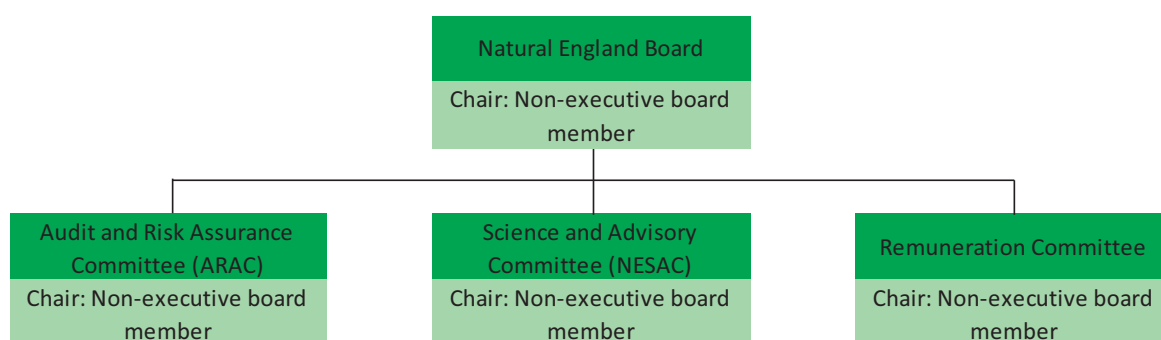 Natural England Board
Chair: Non-executive board
member
Audit and Risk Assurance
Committee (ARAC)
Chair: Non-executive board
member
Science and Advisory
Committee (NESAC)
Chair: Non-executive board
member
Remuneration Committee
Chair: Non-executive board
member